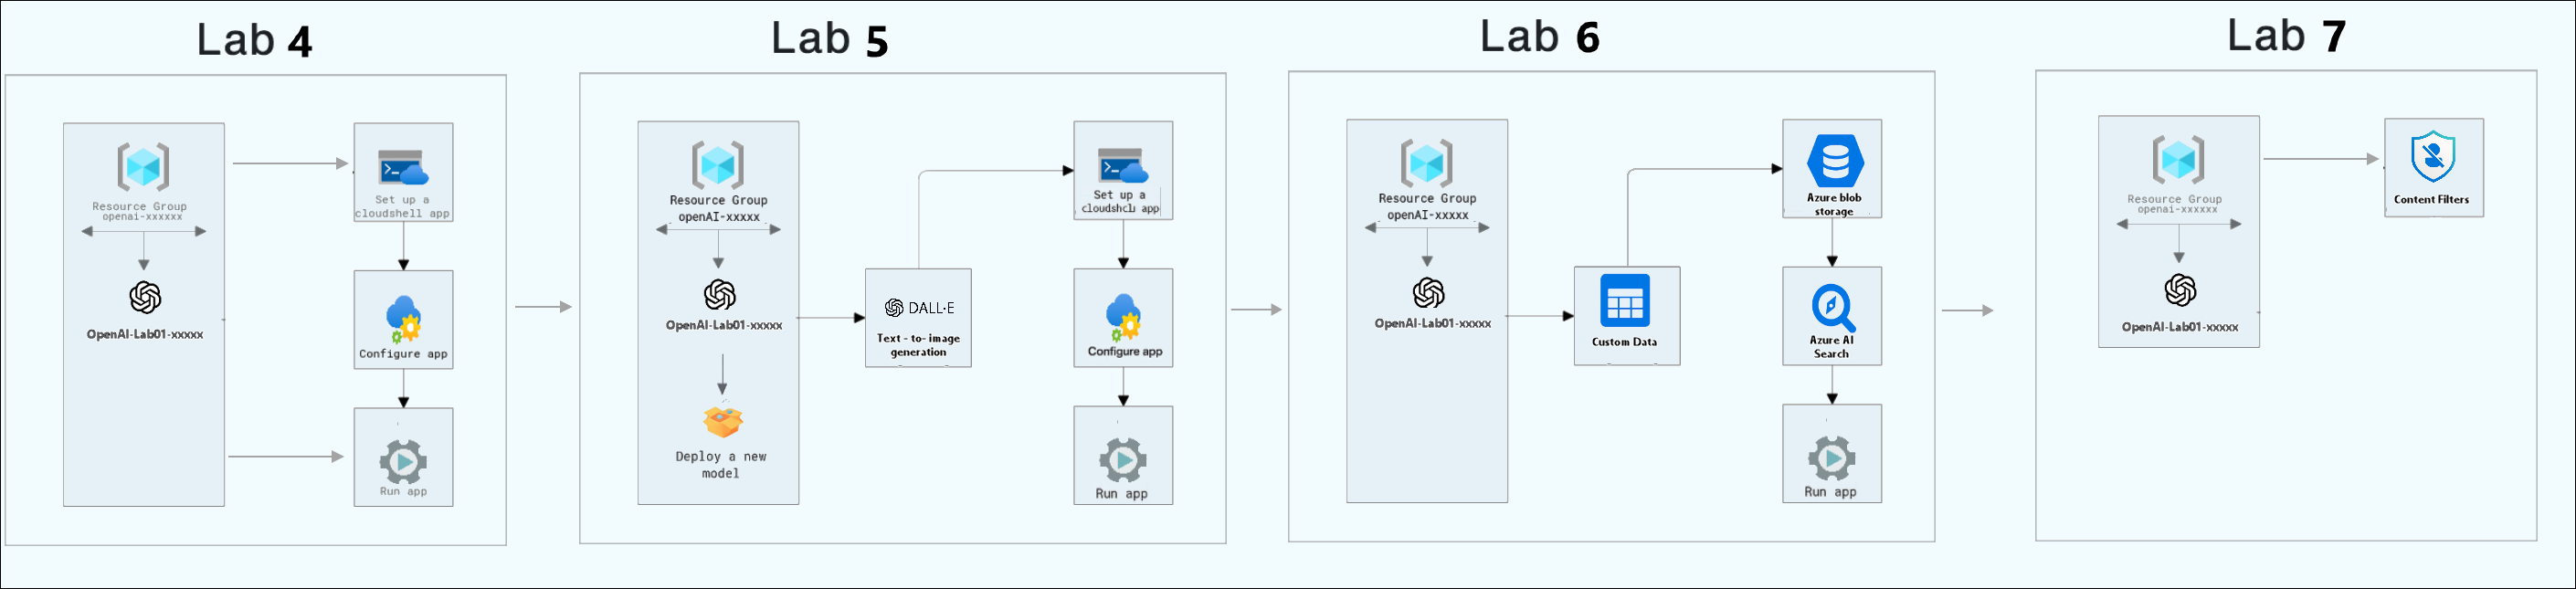 Lab 4
Resource Group
openai-xxxxxx
OpenAI-Lab01-xxxxx
Set up a
cloudshell app
Configure app
Run app
Lab 5
Resource Group
openAI-xxxxx
OpenAI-Lab01-xxxxx
Deploy a new
model
DALL·E
Text - to- image
generation
Set up a
cloudshell app
Configure app
Run app
Lab 6
Resource Group
openAI-xxxxx
OpenAI-Lab01-xxxxx
Custom Data
Azure blob
storage
Azure AI
Search
Run app
Lab 7
Resource Group
openai-xxxxxx
OpenAI-Lab01-xxxxx
Content Filters